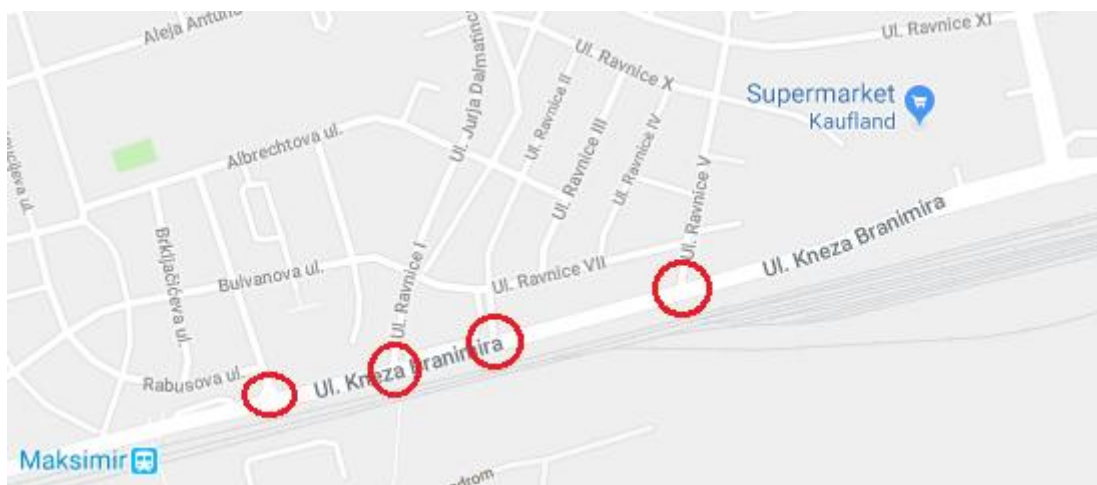 Aleja Antuno
Ul. Ravnice XI
Ul. Ravnice X
Ul. Jurja Dalmatinc
Ul. Ravnice II
Supermarket
Kaufland
Albrechtova ul.
Ul. Ravnice III
Ul. Ravnice IV
Ul. Ravnice V
Brkljačićeva ul.
Bulvanova ul.
Ul. Ravnice I
Ul. Ravnice VII
Ul. Kneza Branimira
Ul. Kneza Branimira
Rabusova ul.
Maksimir